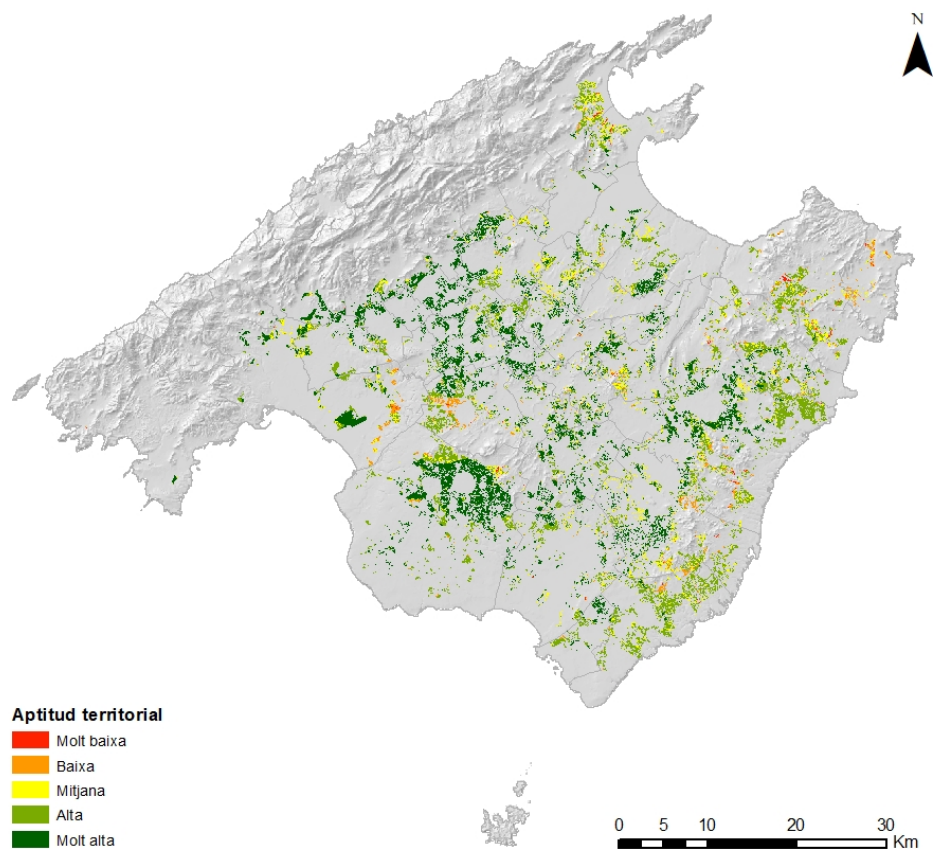 N
Aptitud territorial
Molt baixa
Baixa
Mitjana
Alta
Molt alta
0 5 10 20 30
Km